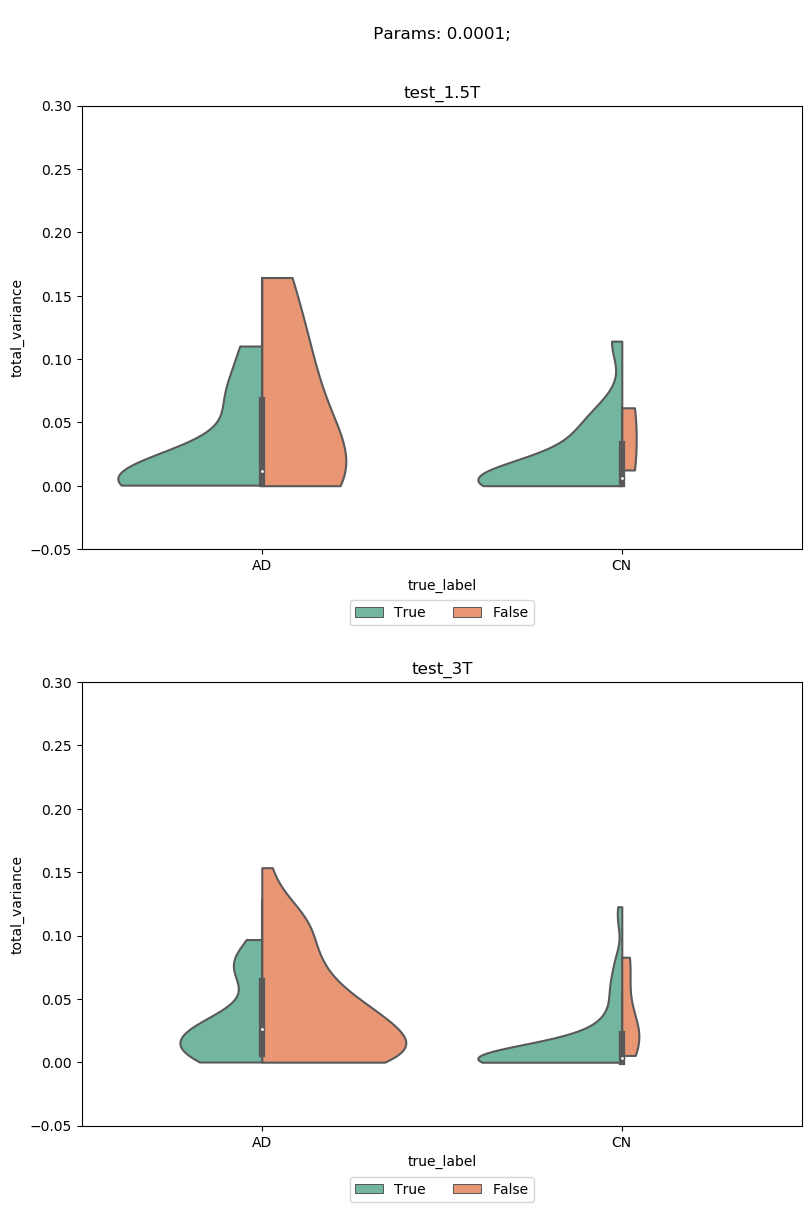 Params: 0.0001;
test_1.5T
0.30
0.25
0.20
0.15
0.10
0.05
0.00
−0.05
total_variance
AD CN
true_label
True False
test_3T
0.30
0.25
0.20
0.15
0.10
0.05
0.00
−0.05
total_variance
AD CN
true_label
True False